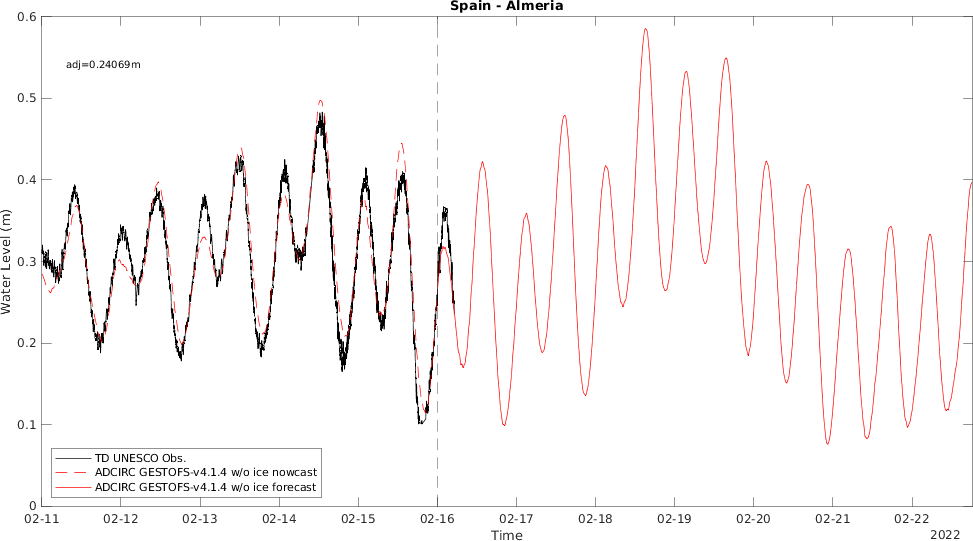 Spain - Almeria
adj=0.24069m
Water Level (m)
0.6
0.5
0.4
0.3
0.2
0.1
0
TD UNESCO Obs.
ADCIRC GESTOFS-v4.1.4 w/o ice nowcast
ADCIRC GESTOFS-v4.1.4 w/o ice forecast
02-11 02-12 02-13 02-14 02-15 02-16 02-17 02-18 02-19 02-20 02-21 02-22
2022
Time